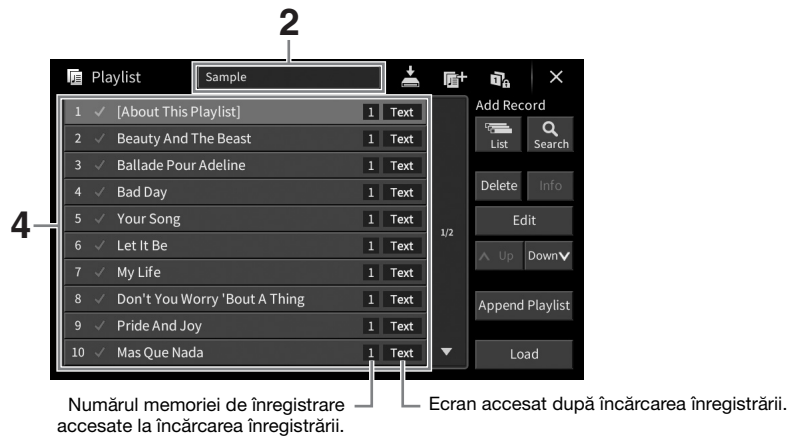 2
Playlist Sample
Add Record
1 [About This Playlist] 1 Text
2 Beauty And The Beast 1 Text
3 Ballade Pour Adeline 1 Text
4 Bad Day 1 Text
5 Your Song 1 Text
6 Let It Be 1 Text
7 My Life 1 Text
8 Don't You Worry 'Bout A Thing 1 Text
9 Pride And Joy 1 Text
10 Mas Que Nada 1 Text
4
1/2
List Search
Delete Info
Edit
Up Down
Append Playlist
Load
Numărul memoriei de înregistrare
accesate la încărcarea înregistrării.
Ecran accesat după încărcarea înregistrării.